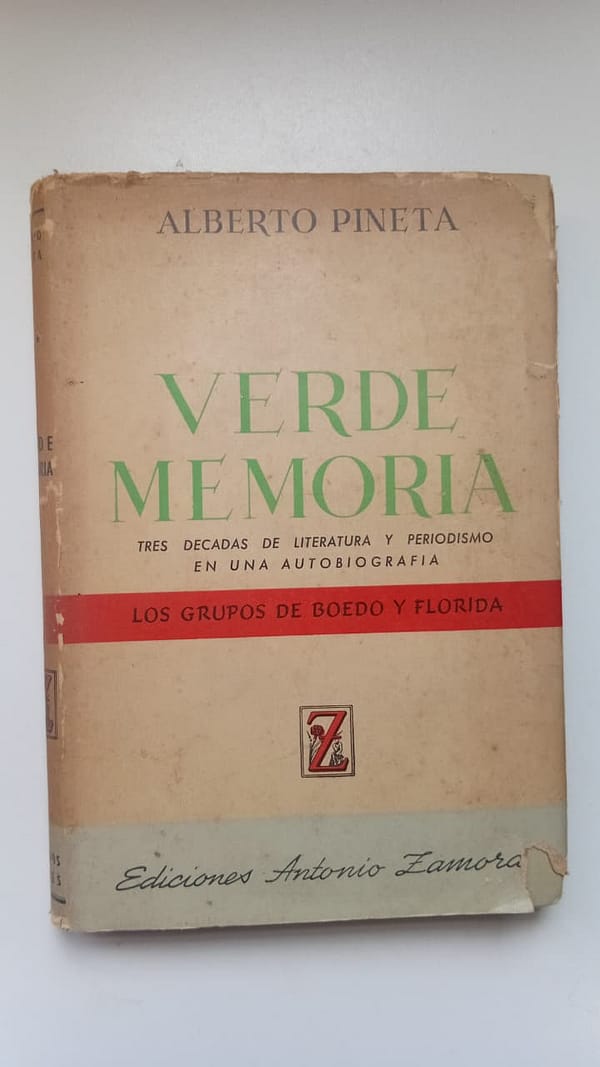 ALBERTO PINETA
VERDE
MEMORIA
TRES DECADAS DE LITERATURA Y PERIODISMO
EN UNA AUTOBIOGRAFIA
LOS GRUPOS DE BOEDO Y FLORIDA
Z
Ediciones Antonio Zamora